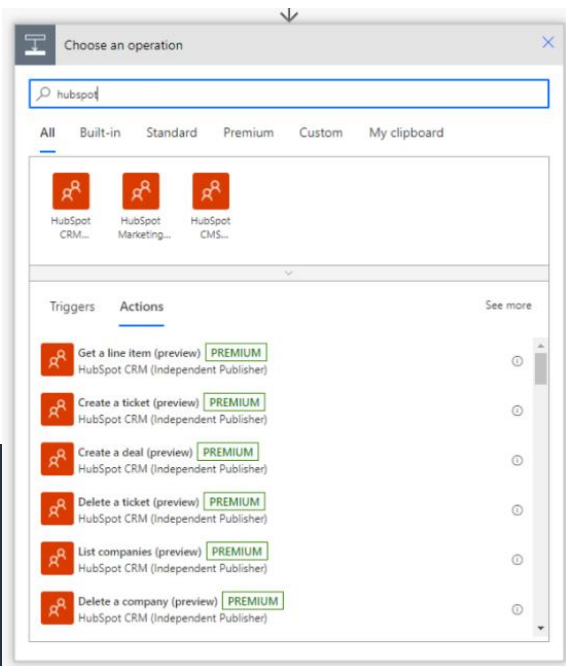 Choose an operation
hubspot
All Built-in Standard Premium Custom My clipboard
HubSpot CRM...
HubSpot Marketing...
HubSpot CMS...
Triggers Actions See more
Get a line item (preview) PREMIUM
HubSpot CRM (Independent Publisher)
Create a ticket (preview) PREMIUM
HubSpot CRM (Independent Publisher)
Create a deal (preview) PREMIUM
HubSpot CRM (Independent Publisher)
Delete a ticket (preview) PREMIUM
HubSpot CRM (Independent Publisher)
List companies (preview) PREMIUM
HubSpot CRM (Independent Publisher)
Delete a company (preview) PREMIUM
HubSpot CRM (Independent Publisher)